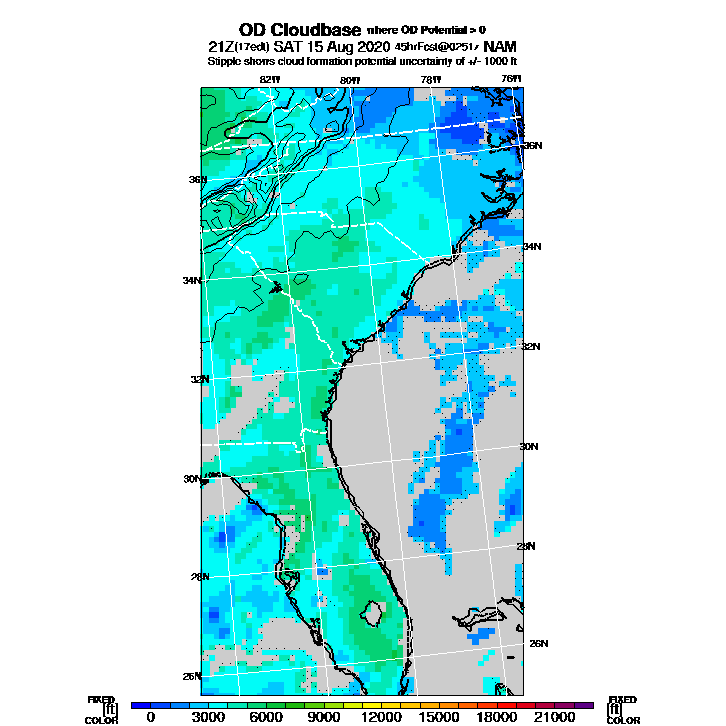 OD Cloudbase where OD Potential > 0
21Z(17edt) SAT 15 Aug 2020 45hrFcst@0251z NAM
Stipple shows cloud formation potential uncertainty of +/- 1000 ft
82W 80W 78W 76W
36N 36N
34N 34N
32N 32N
30N 30N
28N 28N
26N 26N
FIXED FIXED
[ft] 0 3000 6000 9000 12000 15000 18000 21000 [ft]
COLOR COLOR